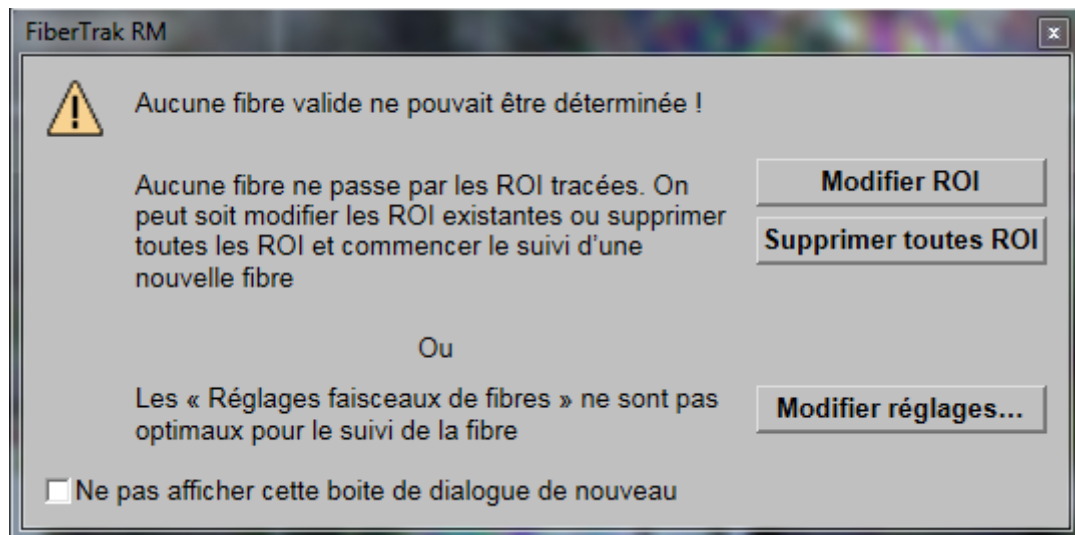 FiberTrak RM
Aucune fibre valide ne pouvait être déterminée !
Aucune fibre ne passe par les ROI tracées. On
peut soit modifier les ROI existantes ou supprimer
toutes les ROI et commencer le suivi d'une
nouvelle fibre
Modifier ROI
Supprimer toutes ROI
Ou
Les « Réglages faisceaux de fibres » ne sont pas
optimaux pour le suivi de la fibre
Modifier réglages...
Ne pas afficher cette boite de dialogue de nouveau